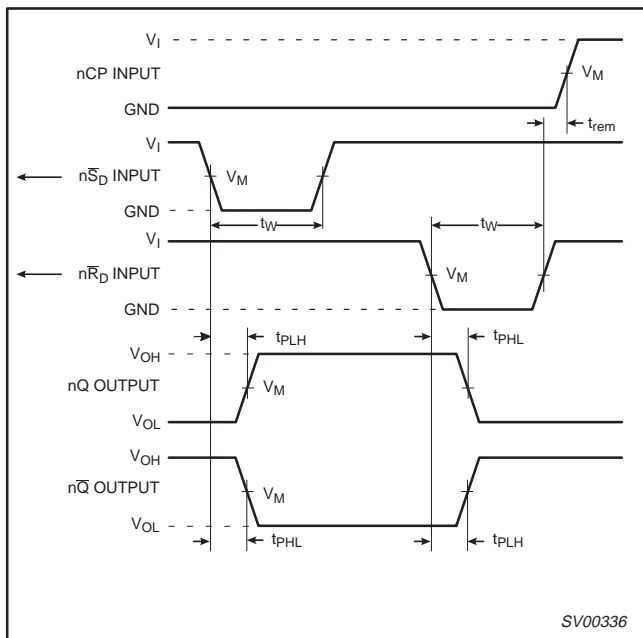 V_I
nCP INPUT
V_M
GND
t_rem
V_I
nS̅_D INPUT
V_M
GND
t_W
t_W
V_I
nR̅_D INPUT
V_M
GND
t_PLH
t_PHL
V_OH
nQ OUTPUT
V_M
V_OL
V_OH
nQ̅ OUTPUT
V_M
V_OL
t_PHL
t_PLH
SV00336